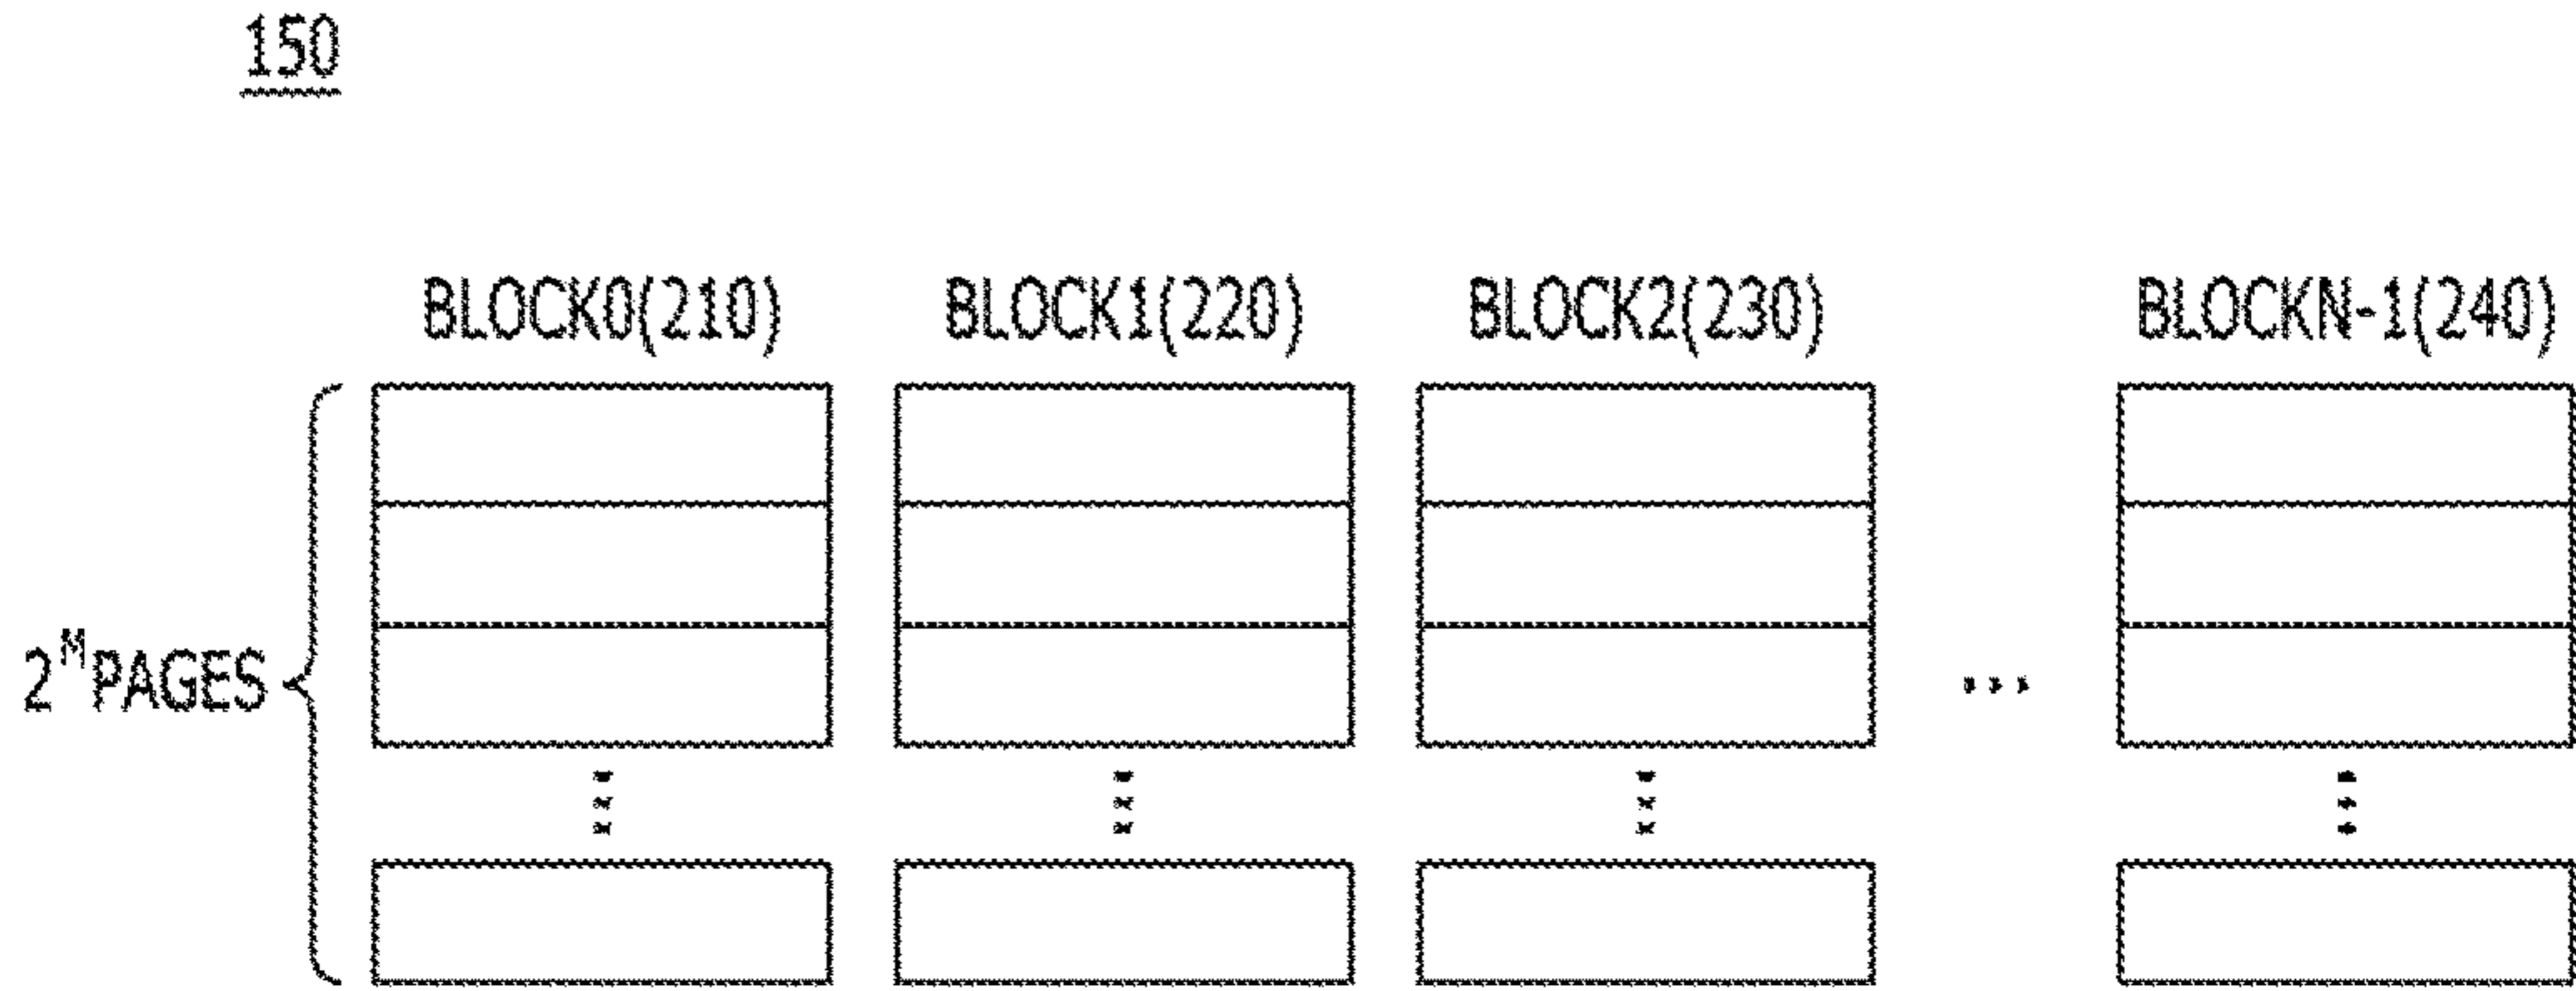 150
BLOCK0(210) BLOCK1(220) BLOCK2(230) BLOCKN-1(240)
2^M PAGES
...